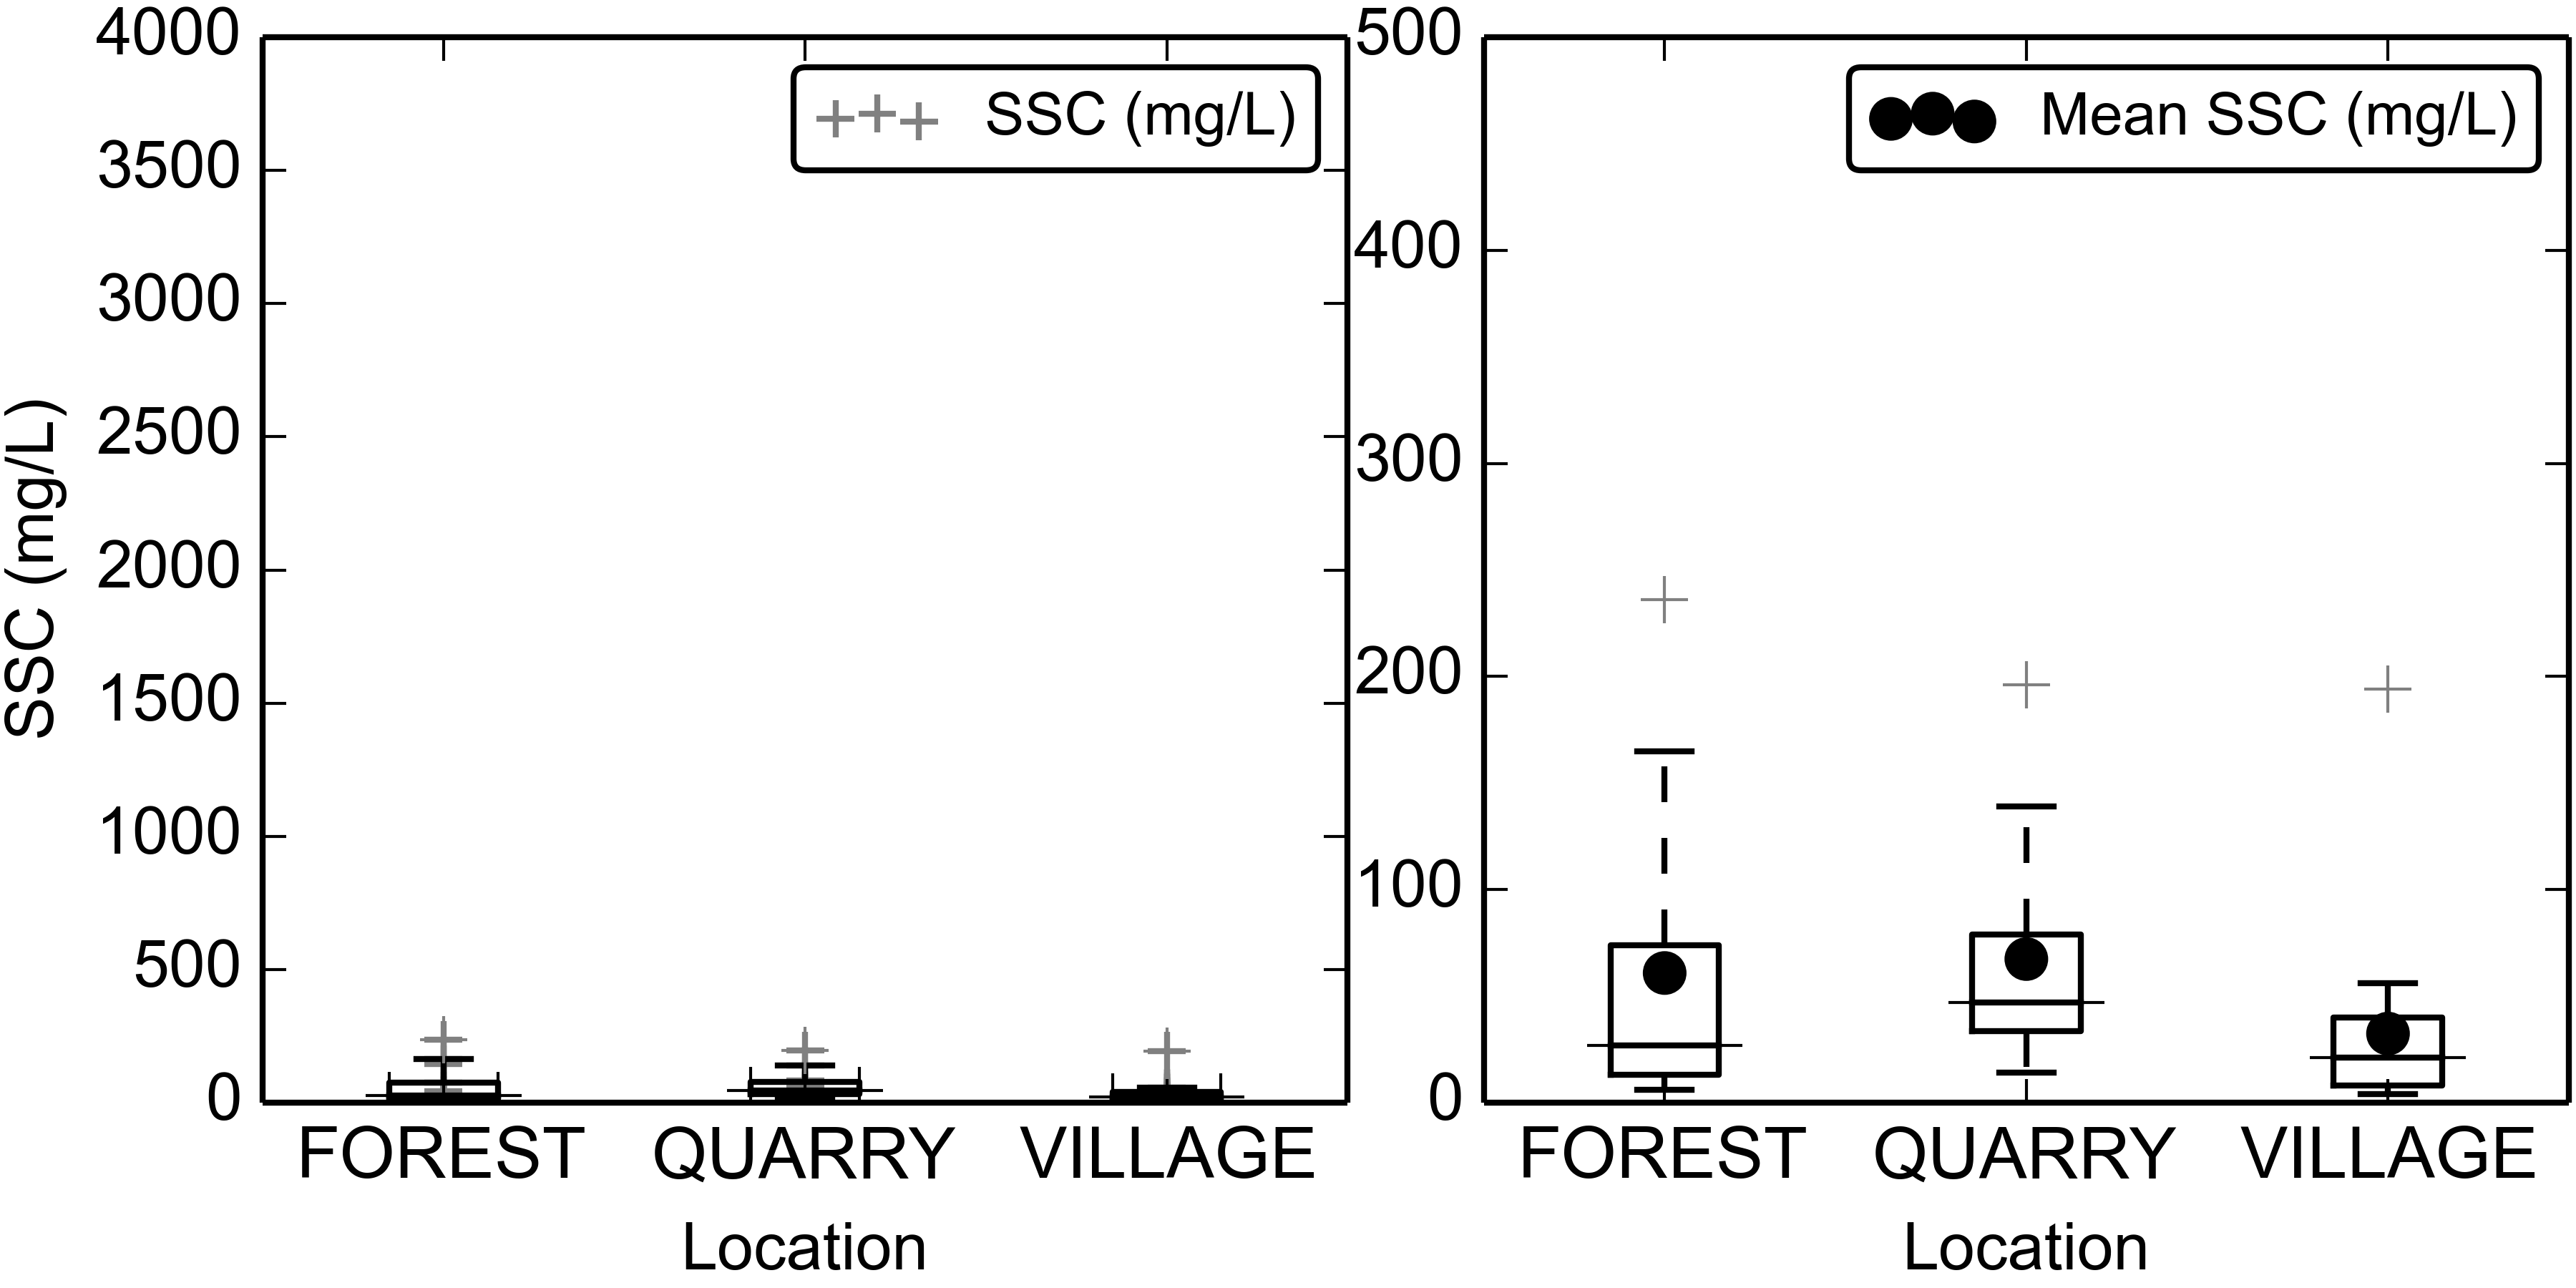 4000
3500
3000
2500
2000
1500
1000
500
0
SSC (mg/L)
SSC (mg/L)
FOREST QUARRY VILLAGE
Location
500
400
300
200
100
0
Mean SSC (mg/L)
FOREST QUARRY VILLAGE
Location